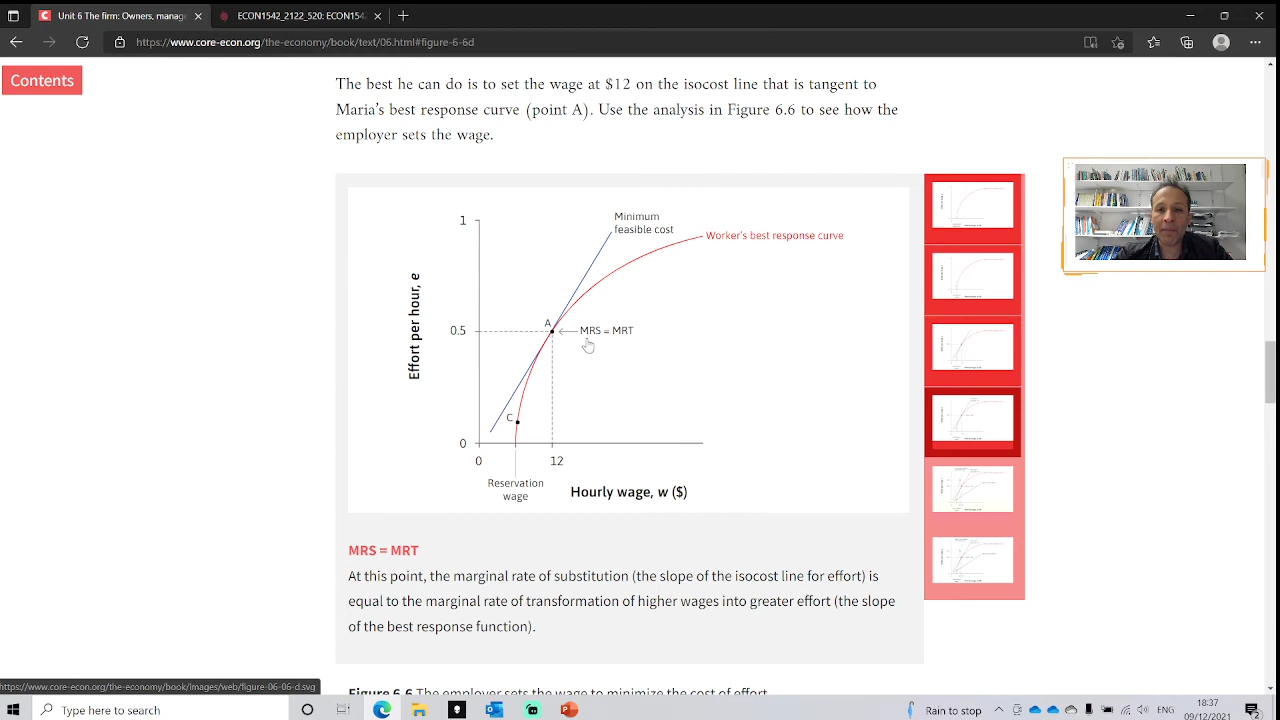 Unit 6 The firm: Owners, manage
ECON1542_2122_520: ECON154
https://www.core-econ.org/the-economy/book/text/06.html#figure-6-6d
Contents
The best he can do is to set the wage at $12 on the isocost line that is tangent to
Maria's best response curve (point A). Use the analysis in Figure 6.6 to see how the
employer sets the wage.
1
Minimum
feasible cost
Worker's best response curve
Effort per hour, e
A
0.5
MRS = MRT
C
0
0
12
Reservation
wage
Hourly wage, w ($)
MRS = MRT
At this point, the marginal rate of substitution (the slope of the isocost line for effort) is
equal to the marginal rate of transformation of higher wages into greater effort (the slope
of the best response function).
Figure 6.6 The employer sets the wage to minimize the cost of effort
https://www.core-econ.org/the-economy/book/images/web/figure-06-06-d.svg
Type here to search
Rain to stop
ENG
18:37
09/12/2021
2